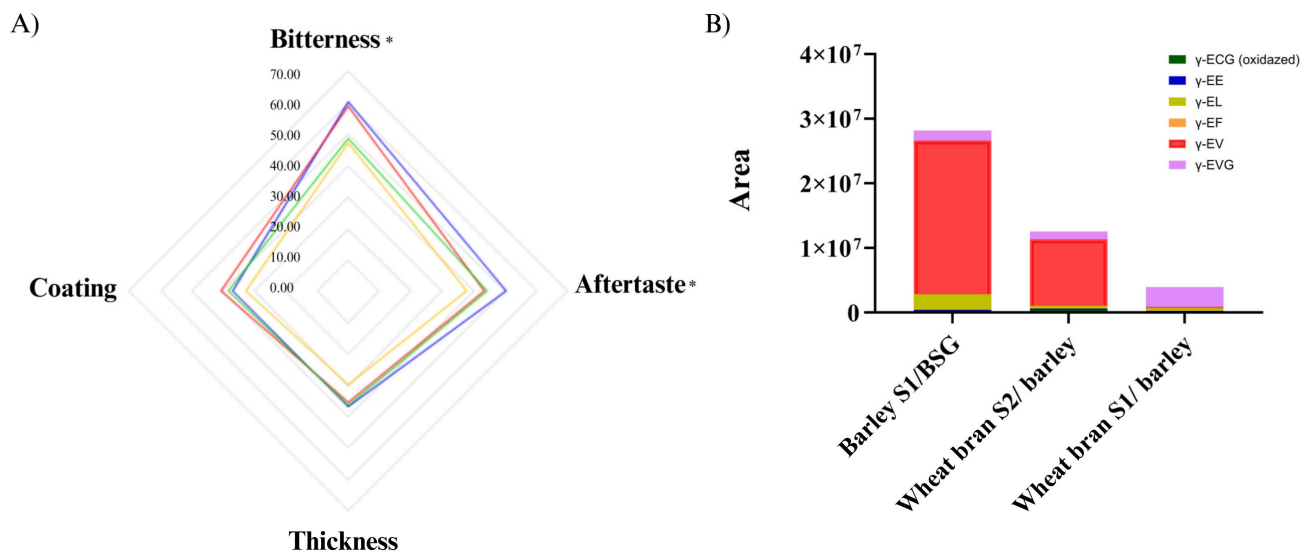 A)
Bitterness *
70.00
60.00
50.00
40.00
30.00
20.00
10.00
0.00
Coating
Aftertaste *
Thickness
B)
4×10⁷
3×10⁷
2×10⁷
1×10⁷
0
Area
γ-ECG (oxidazed)
γ-EE
γ-EL
γ-EF
γ-EV
γ-EVG
Barley S1/BSG
Wheat bran S2/ barley
Wheat bran S1/ barley